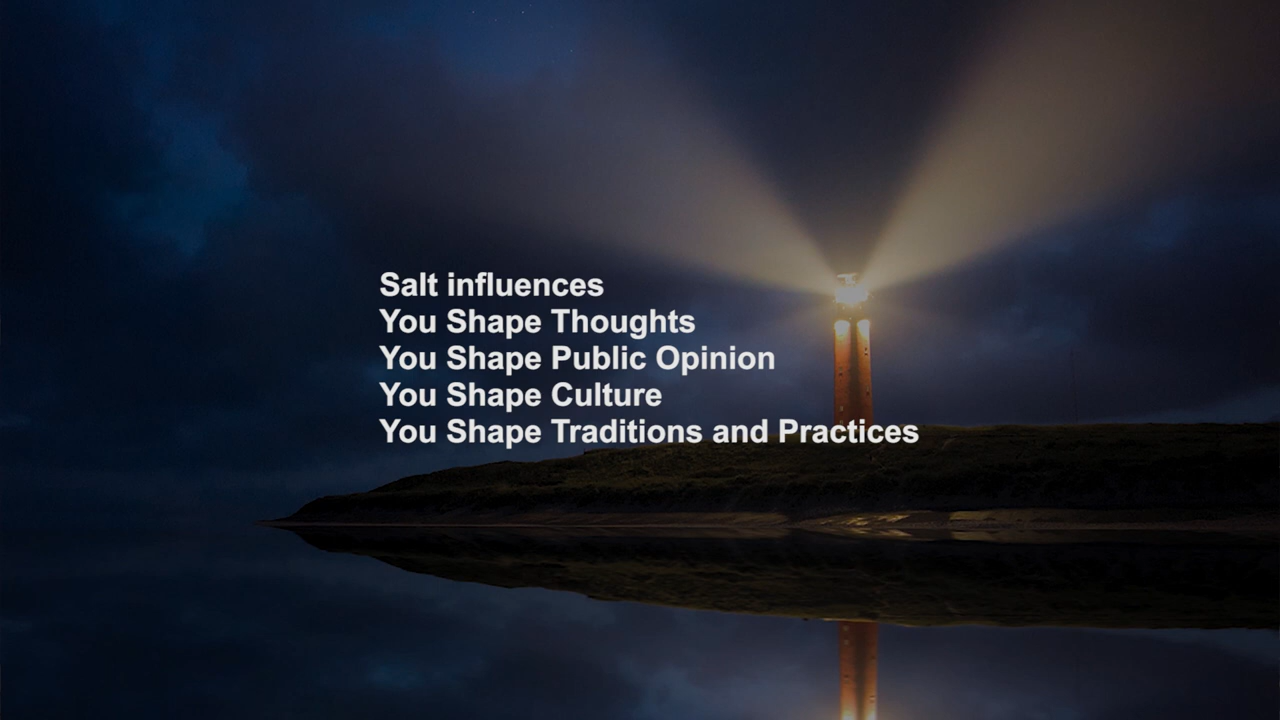 Salt influences
You Shape Thoughts
You Shape Public Opinion
You Shape Culture
You Shape Traditions and Practices